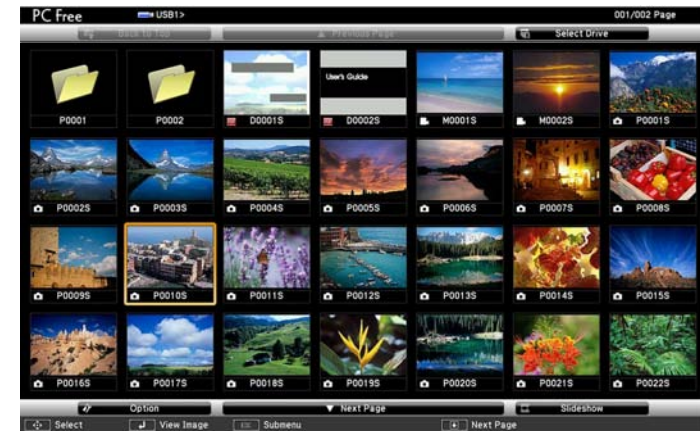 PC Free USB1> 001/002 Page
Back to Top Previous Page Select Drive
User's Guide
P0001 P0002 D0001S D0002S M0001S M0002S P0001S
P0002S P0003S P0004S P0005S P0006S P0007S P0008S
P0009S P0010S P0011S P0012S P0013S P0014S P0015S
P0016S P0017S P0018S P0019S P0020S P0021S P0022S
Option Next Page Slideshow
Select View Image Esc Submenu Next Page